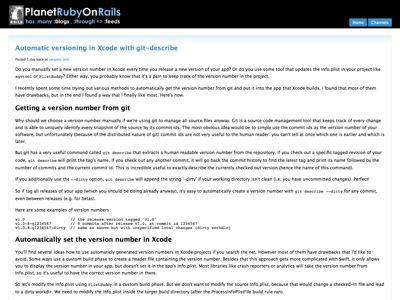 PlanetRubyOnRails
has_many :blogs, :through => :feeds
Home
Channels
Automatic versioning in Xcode with git-describe
Posted 1 day back at
Do you manually set a new version number in Xcode every time you release a new version of your app? Or do you use some tool that updates the Info.plist in your project like
agvtool or PlistBuddy? Either way, you probably know that it's a pain to keep track of the version number in the project.
I recently spent some time trying out various methods to automatically get the version number from git and put it into the app that Xcode builds. I found that most of them
have drawbacks, but in the end I found a way that I finally like most. Here's how.
Getting a version number from git
Why should we choose a version number manually if we're using git to manage all source files anyway. Git is a source code management tool that keeps track of every change
and is able to uniquely identify every snapshot of the source by its commit ids. The most obvious idea would be to simply use the commit ids as the version number of your
software, but unfortunately (because of the distributed nature of git) commit ids are not very useful to the human reader: you can't tell at once which one is earlier and which is
later.
But git has a very useful command called git describe that extracts a human readable version number from the repository. If you check out a specific tagged revision of your
code, git describe will print the tag's name. If you check out any another commit, it will go back the commit history to find the latest tag and print its name followed by the
number of commits and the current commit id. This is incredible useful to exactly describe the currently checked out version (hence the name of this command).
If you additionally use the --dirty option, git describe will append the string '-dirty' if your working directory isn't clean (i.e. you have uncommitted changes). Perfect!
So if tag all releases of your app (which you should be doing already anyway), it's easy to automatically create a version number with git describe --dirty for any commit,
even between releases (e.g. for betas).
Here are some examples of version numbers:
v1.0 // the release version tagged 'v1.0'
v1.0-8-g1234567 // 8 commits after release v1.0, at commit id 1234567
v1.0-8-g1234567-dirty // same as above but with unspecified local changes (dirty workdir)
Automatically set the version number in Xcode
You'll find several ideas how to use automatically generated version numbers in Xcode projects if you search the net. However most of them have drawbacks that I'd like to
avoid. Some ways use a custom build phase to create a header file containing the version number. Besides that this approach gets more complicated with Swift, it only allows
you to display the version number in your app, but doesn't set it in the app's Info.plist. Most libraries like crash reporters or analytics will take the version number from
Info.plist, so it's useful to have the correct version number in there.
So let's modify the Info.plist using PlistBuddy in a custom build phase. But we don't want to modify the source Info.plist, because that would change a checked-in file and lead
to a dirty workdir. We need to modify the Info.plist inside the target build directory (after the ProcessInfoPlistFile build rule ran).